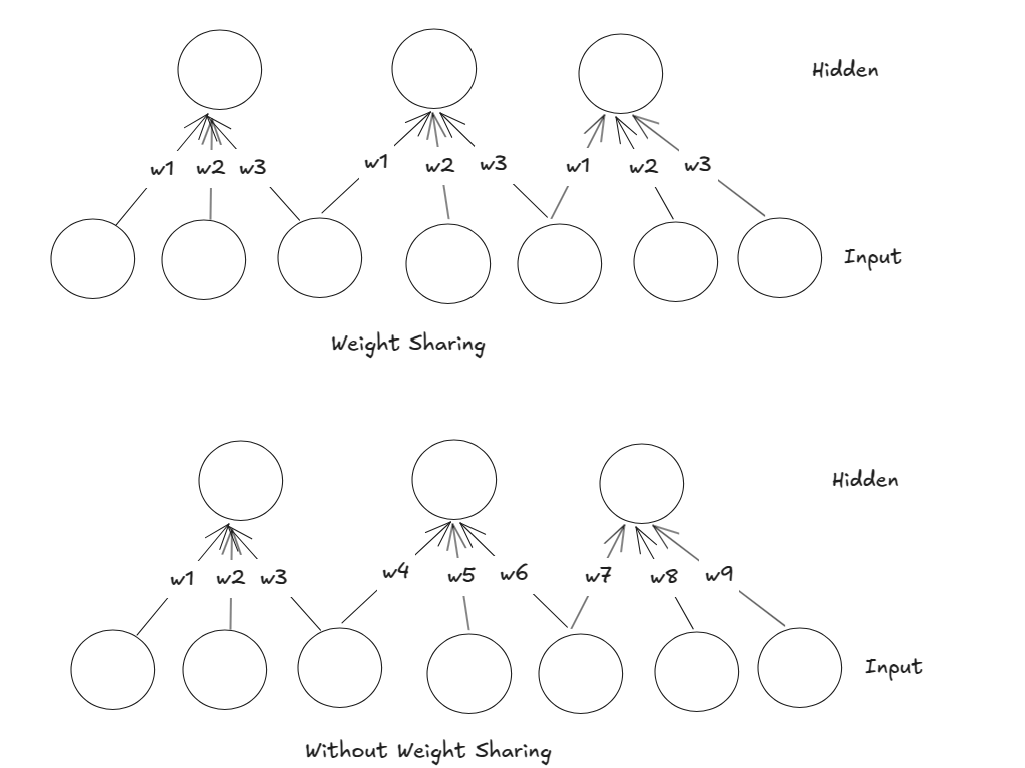 Hidden
w1 w2 w3 w1 w2 w3 w1 w2 w3
Input
Weight Sharing
Hidden
w1 w2 w3 w4 w5 w6 w7 w8 w9
Input
Without Weight Sharing